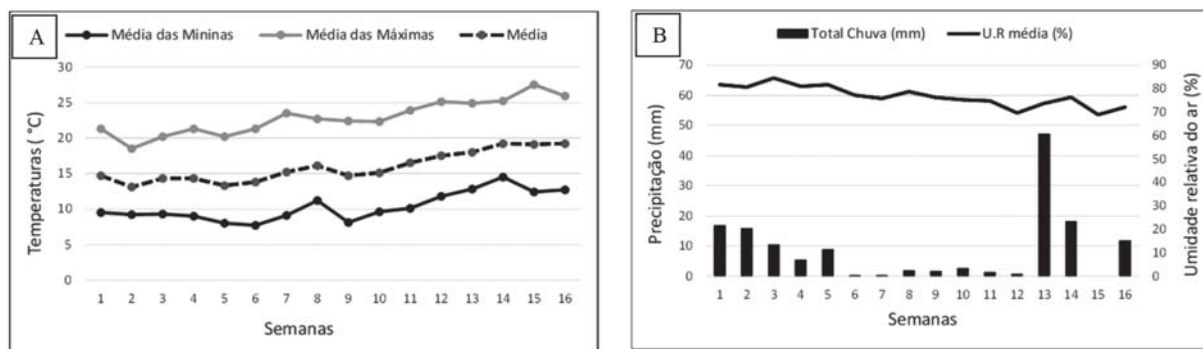 A
Média das Mininas Média das Máximas Média
30
25
20
15
10
5
0
Temperaturas ( °C)
1 2 3 4 5 6 7 8 9 10 11 12 13 14 15 16
Semanas
B
Total Chuva (mm) U.R média (%)
70
60
50
40
30
20
10
0
Precipitação (mm)
90
80
70
60
50
40
30
20
10
0
Umidade relativa do ar (%)
1 2 3 4 5 6 7 8 9 10 11 12 13 14 15 16
Semanas